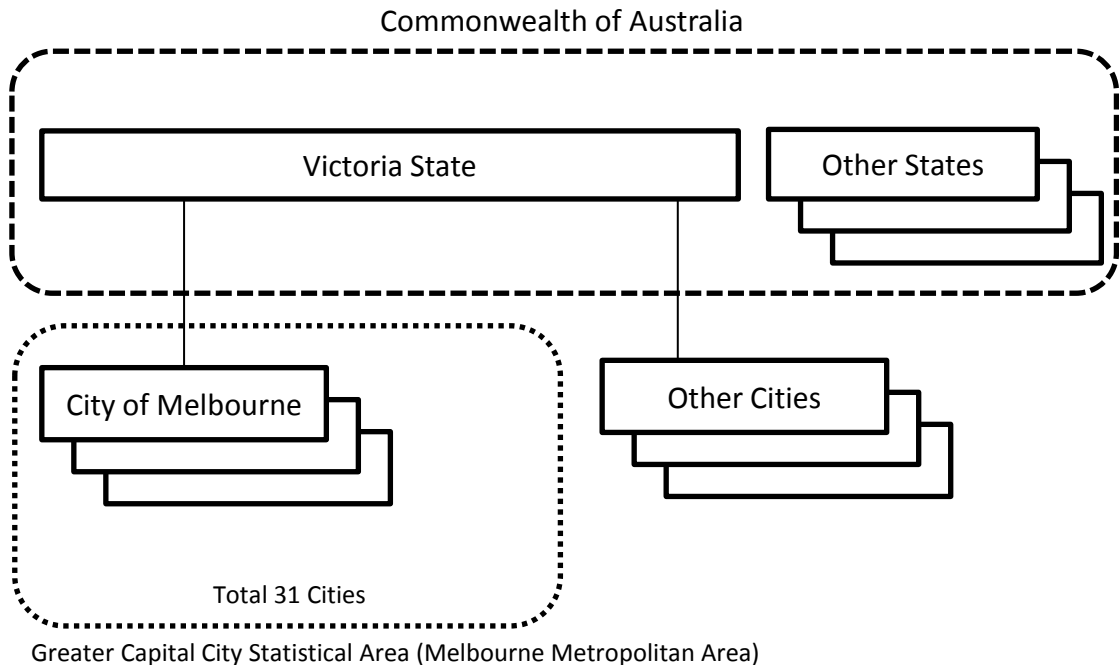 Commonwealth of Australia
Victoria State
Other States
City of Melbourne
Other Cities
Total 31 Cities
Greater Capital City Statistical Area (Melbourne Metropolitan Area)